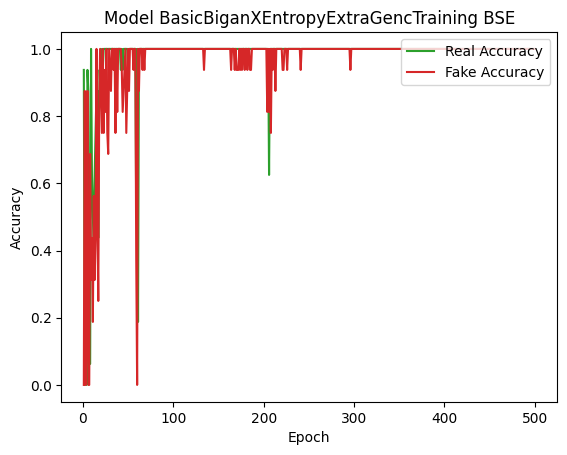 Model BasicBiganXEntropyExtraGencTraining BSE
Real Accuracy
Fake Accuracy
Accuracy
1.0
0.8
0.6
0.4
0.2
0.0
0
100
200
300
400
500
Epoch